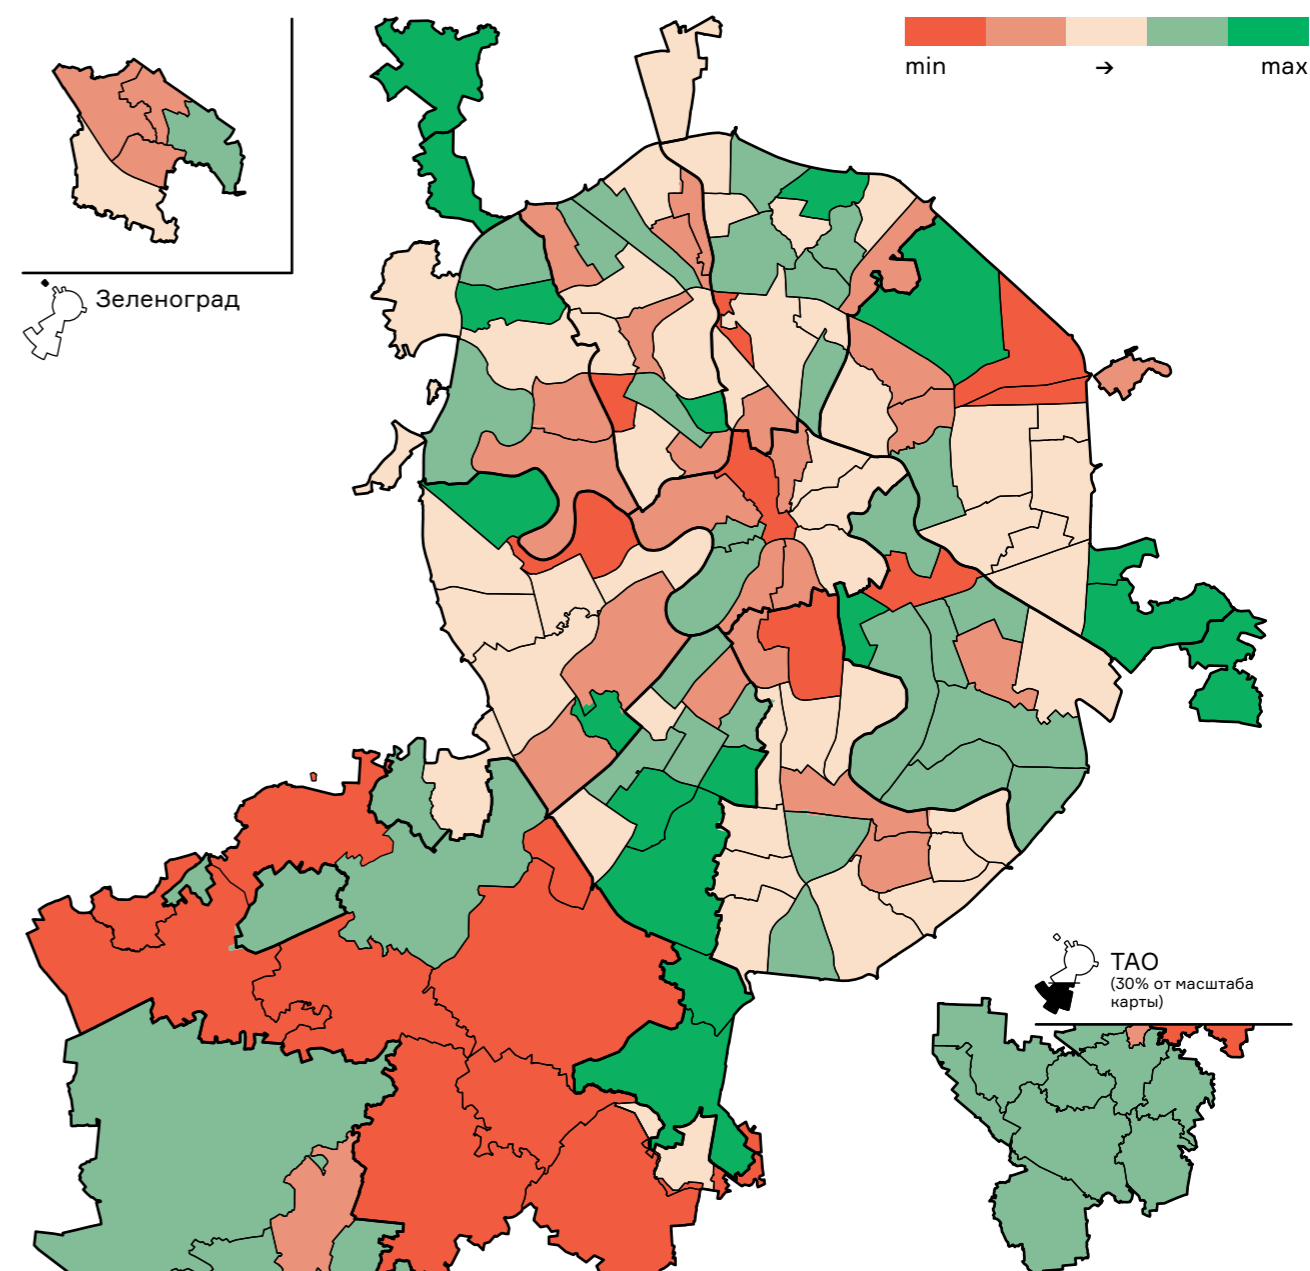 min → max
Зеленоград
ТАО
(30% от масштаба
карты)